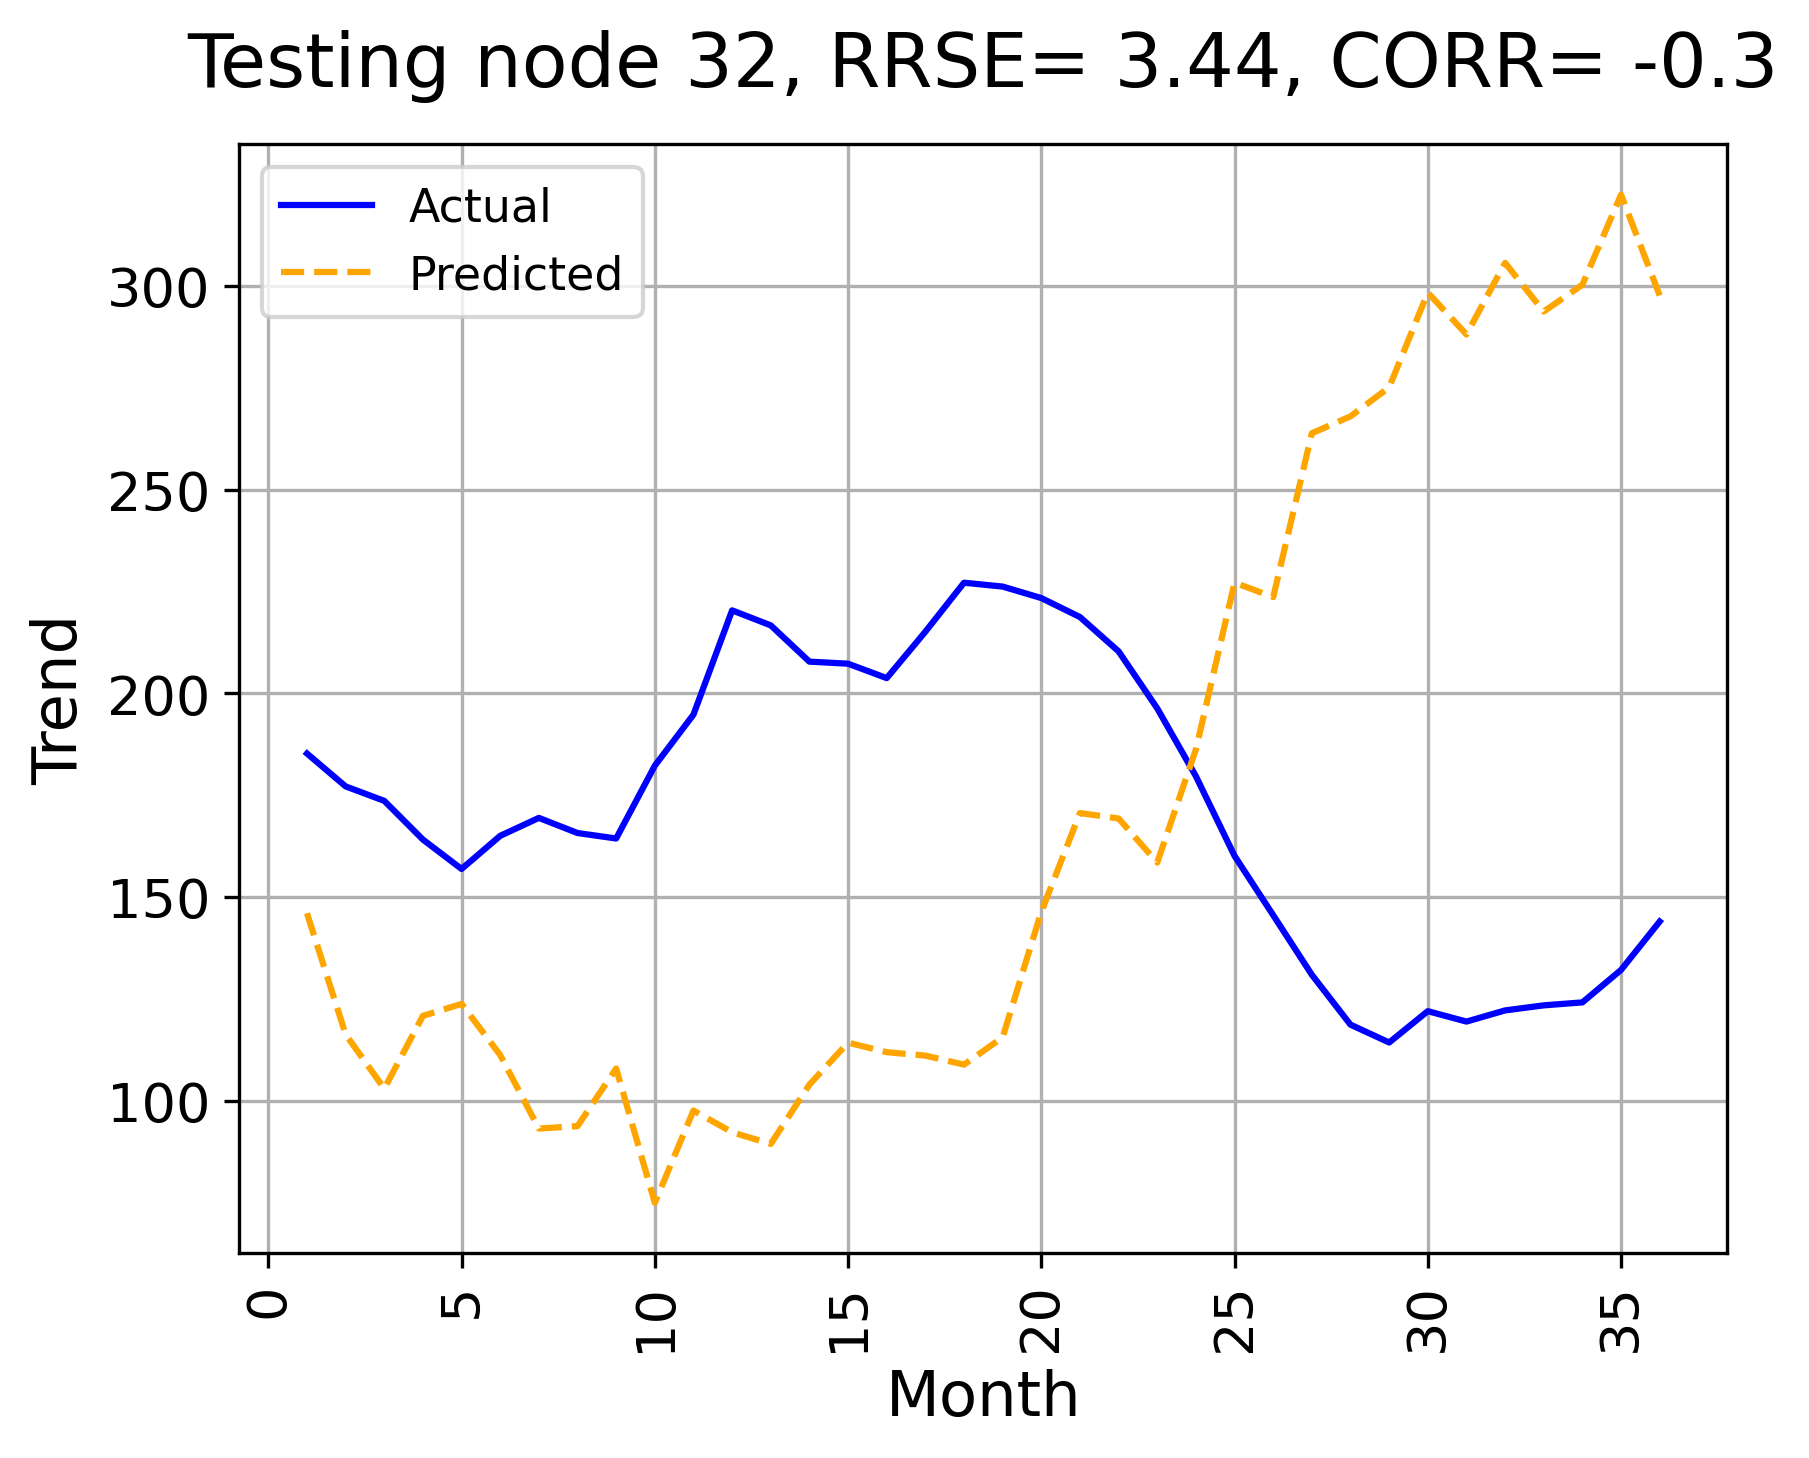 Testing node 32, RRSE= 3.44, CORR= -0.3
Actual
Predicted
Trend
300
250
200
150
100
0
5
10
15
20
25
30
35
Month